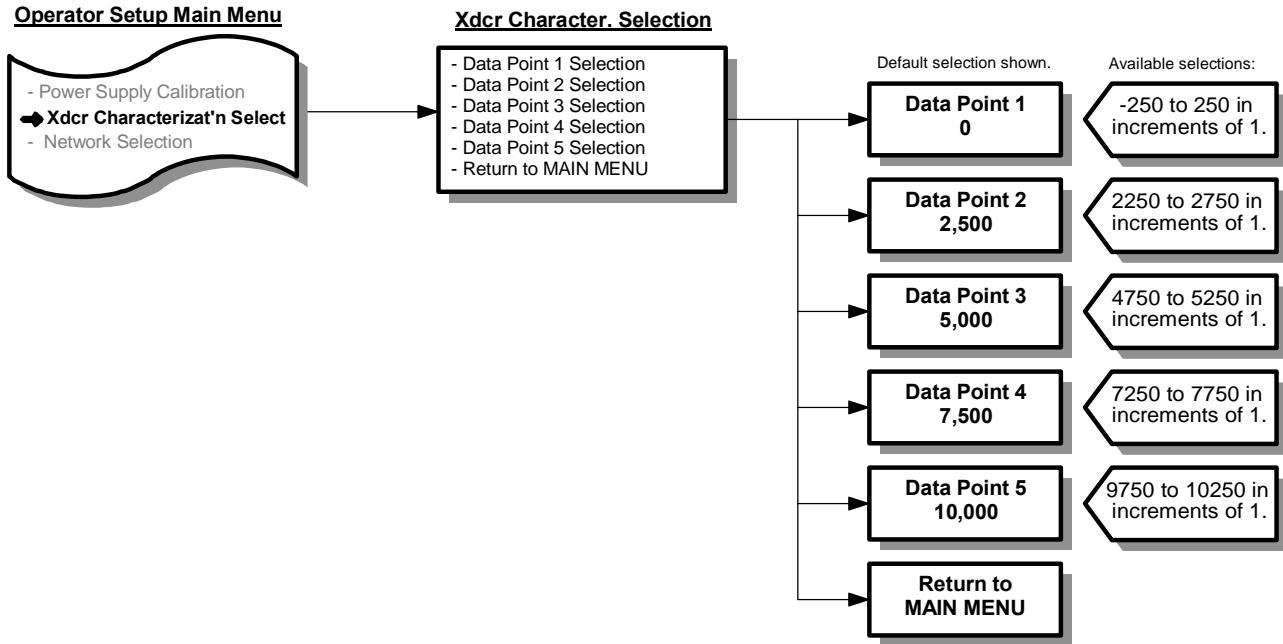 Operator Setup Main Menu
- Power Supply Calibration
Xdcr Characterizat'n Select
- Network Selection
Xdcr Character. Selection
- Data Point 1 Selection
- Data Point 2 Selection
- Data Point 3 Selection
- Data Point 4 Selection
- Data Point 5 Selection
- Return to MAIN MENU
Default selection shown.
Available selections:
Data Point 1
0
-250 to 250 in
increments of 1.
Data Point 2
2,500
2250 to 2750 in
increments of 1.
Data Point 3
5,000
4750 to 5250 in
increments of 1.
Data Point 4
7,500
7250 to 7750 in
increments of 1.
Data Point 5
10,000
9750 to 10250 in
increments of 1.
Return to
MAIN MENU